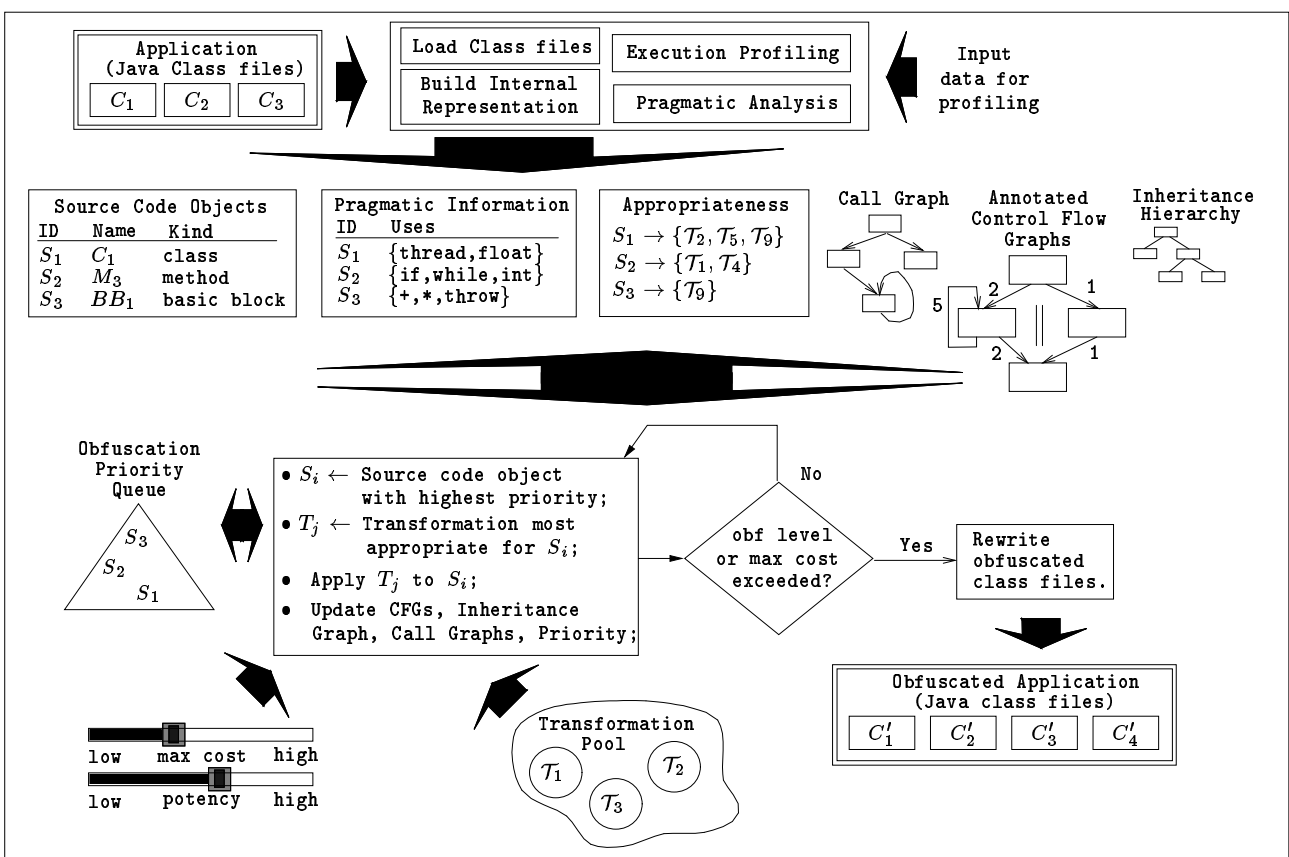 Application
(Java Class files)
C₁ C₂ C₃
Load Class files
Build Internal
Representation
Execution Profiling
Pragmatic Analysis
Input
data for
profiling
Source Code Objects
ID Name Kind
S₁ C₁ class
S₂ M₃ method
S₃ BB₁ basic block
Pragmatic Information
ID Uses
S₁ {thread,float}
S₂ {if,while,int}
S₃ {+,*,throw}
Appropriateness
S₁ → {𝒯₂, 𝒯₅, 𝒯₉}
S₂ → {𝒯₁, 𝒯₄}
S₃ → {𝒯₉}
Call Graph
Annotated
Control Flow
Graphs
2 1
5
2 1
Inheritance
Hierarchy
Obfuscation
Priority
Queue
S₃
S₂
S₁
• Sᵢ ← Source code object
with highest priority;
• Tⱼ ← Transformation most
appropriate for Sᵢ;
• Apply Tⱼ to Sᵢ;
• Update CFGs, Inheritance
Graph, Call Graphs, Priority;
No
obf level
or max cost
exceeded?
Yes
Rewrite
obfuscated
class files.
Obfuscated Application
(Java class files)
C′₁ C′₂ C′₃ C′₄
low max cost high
low potency high
Transformation
Pool
𝒯₁ 𝒯₂
𝒯₃